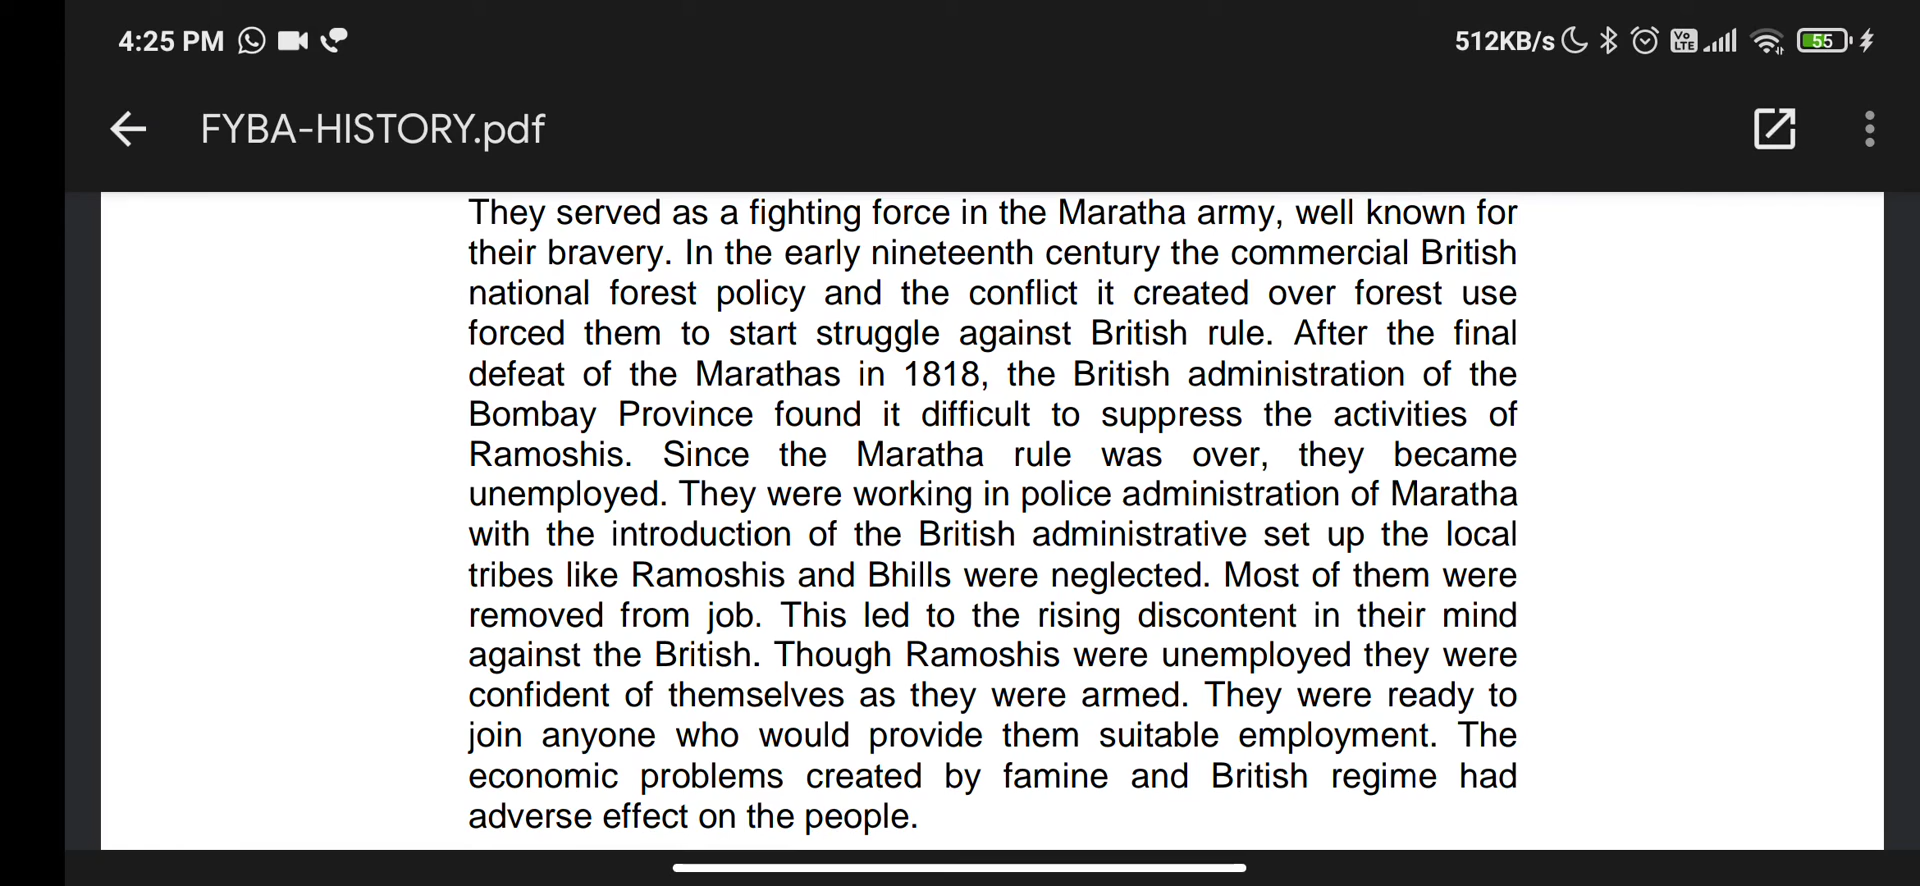 4:25 PM
512KB/s
Vo LTE
55
FYBA-HISTORY.pdf
They served as a fighting force in the Maratha army, well known for
their bravery. In the early nineteenth century the commercial British
national forest policy and the conflict it created over forest use
forced them to start struggle against British rule. After the final
defeat of the Marathas in 1818, the British administration of the
Bombay Province found it difficult to suppress the activities of
Ramoshis. Since the Maratha rule was over, they became
unemployed. They were working in police administration of Maratha
with the introduction of the British administrative set up the local
tribes like Ramoshis and Bhills were neglected. Most of them were
removed from job. This led to the rising discontent in their mind
against the British. Though Ramoshis were unemployed they were
confident of themselves as they were armed. They were ready to
join anyone who would provide them suitable employment. The
economic problems created by famine and British regime had
adverse effect on the people.